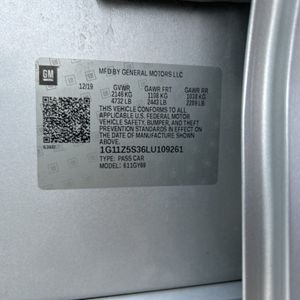 GM
MFD BY GENERAL MOTORS LLC
12/19 GVWR GAWR FRT GAWR RR
2146 KG 1108 KG 1038 KG
4732 LB 2443 LB 2289 LB
THIS VEHICLE CONFORMS TO ALL
APPLICABLE U.S. FEDERAL MOTOR
VEHICLE SAFETY, BUMPER, AND THEFT
PREVENTION STANDARDS IN EFFECT ON THE
DATE OF MANUFACTURE SHOWN
ABOVE.
1G11Z5S36LU109261
TYPE: PASS CAR
MODEL: 611GY69